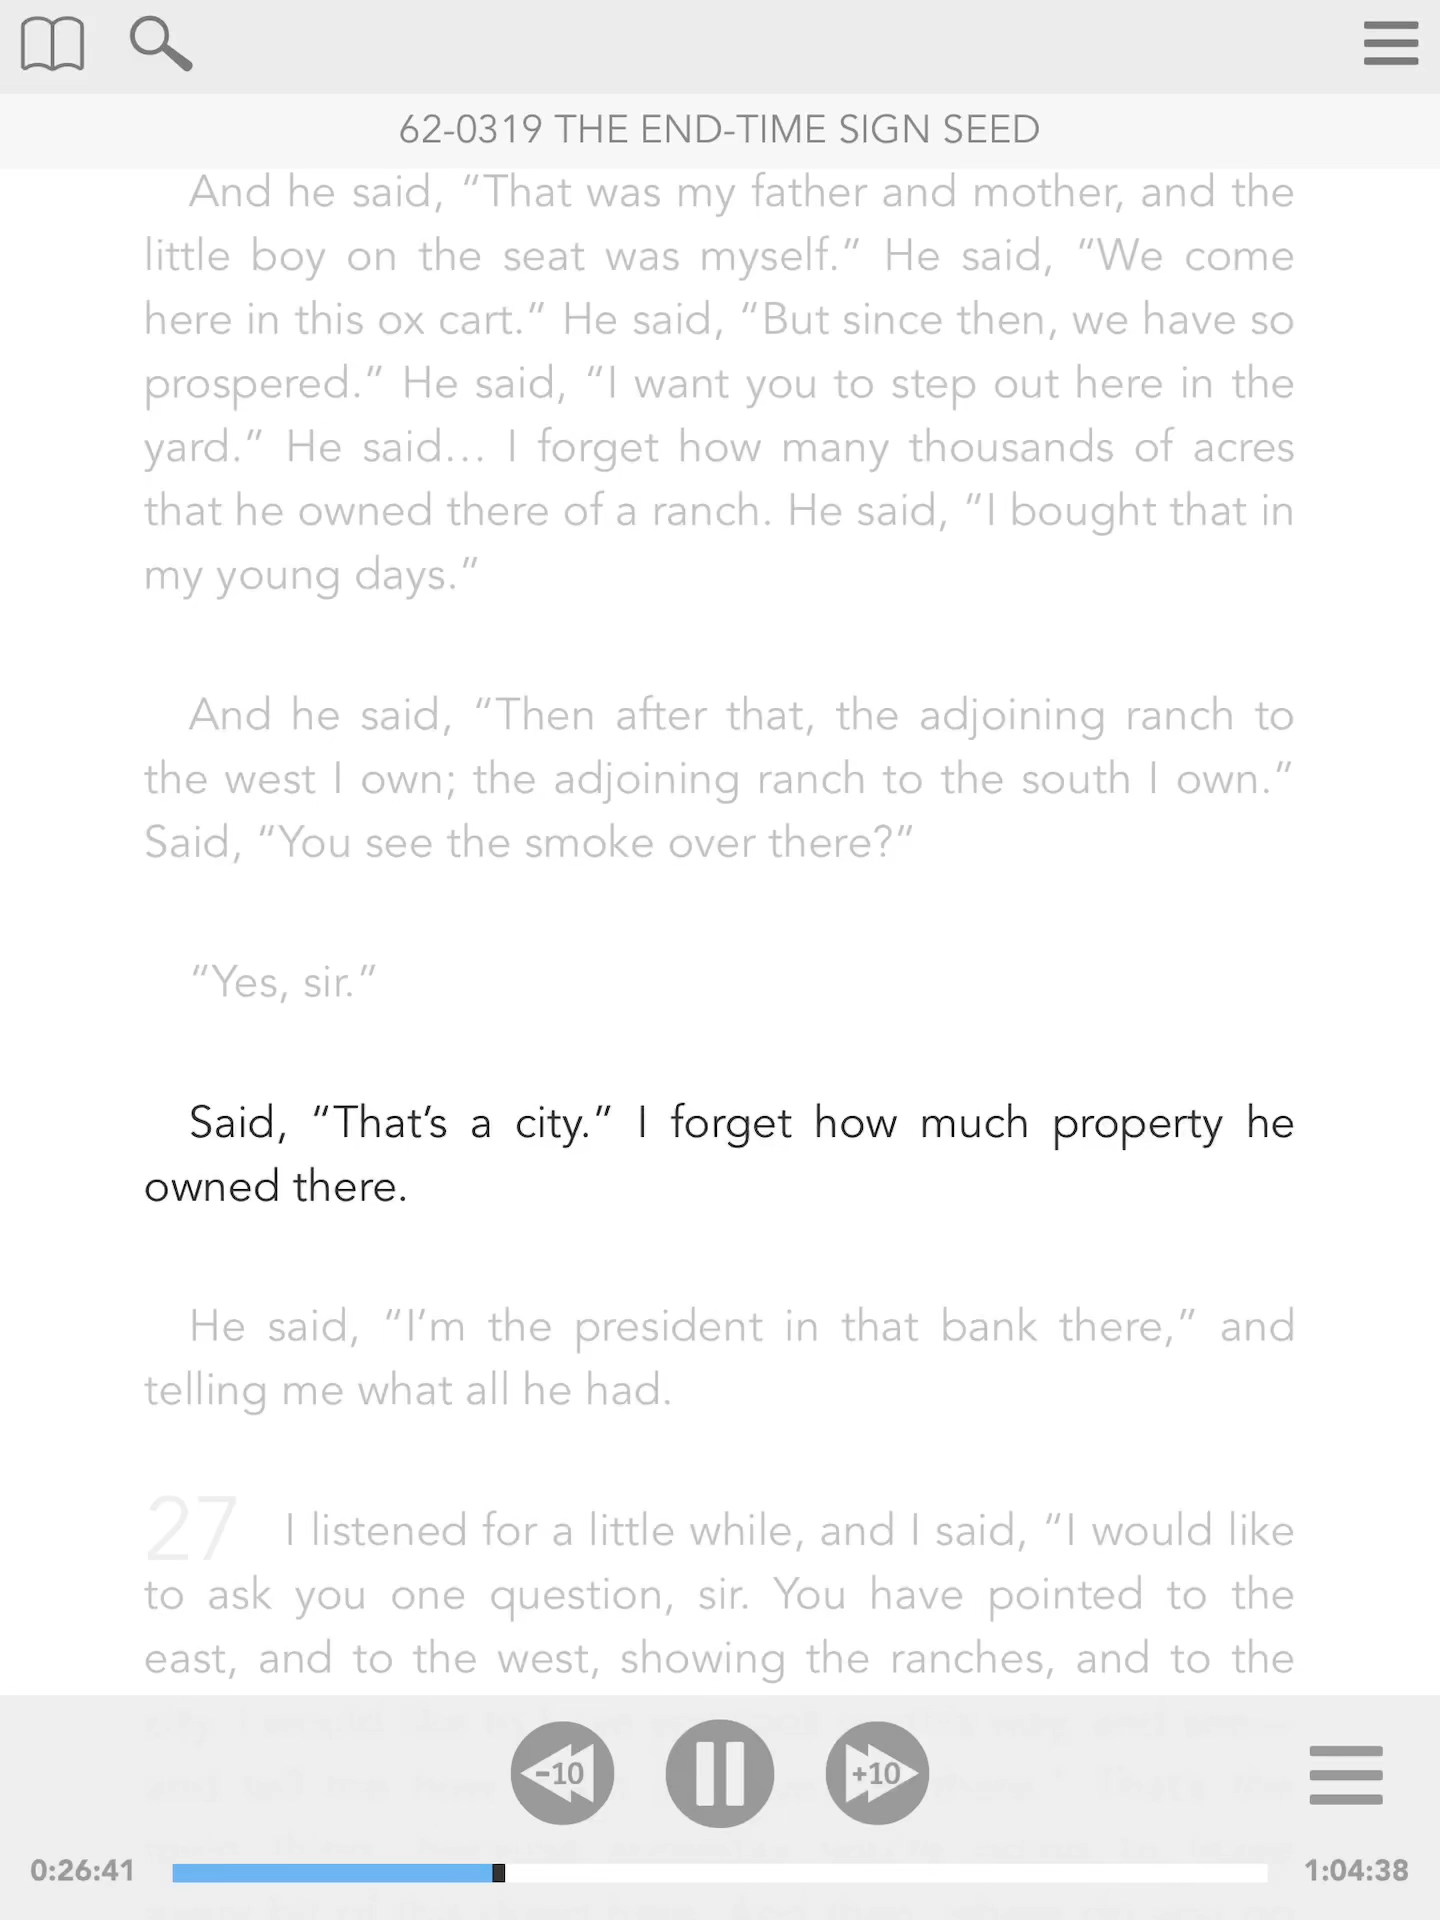 62-0319 THE END-TIME SIGN SEED
And he said, “That was my father and mother, and the
little boy on the seat was myself.” He said, “We come
here in this ox cart.” He said, “But since then, we have so
prospered.” He said, “I want you to step out here in the
yard.” He said… I forget how many thousands of acres
that he owned there of a ranch. He said, “I bought that in
my young days.”
And he said, “Then after that, the adjoining ranch to
the west I own; the adjoining ranch to the south I own.”
Said, “You see the smoke over there?”
“Yes, sir.”
Said, “That’s a city.” I forget how much property he
owned there.
He said, “I’m the president in that bank there,” and
telling me what all he had.
27 I listened for a little while, and I said, “I would like
to ask you one question, sir. You have pointed to the
east, and to the west, showing the ranches, and to the
-10 +10
0:26:41 1:04:38